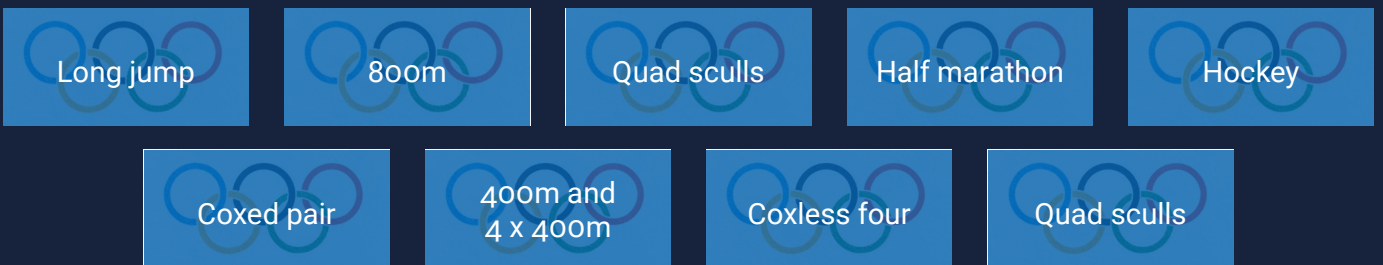 Long jump
800m
Quad sculls
Half marathon
Hockey
Coxed pair
400m and
4 x 400m
Coxless four
Quad sculls